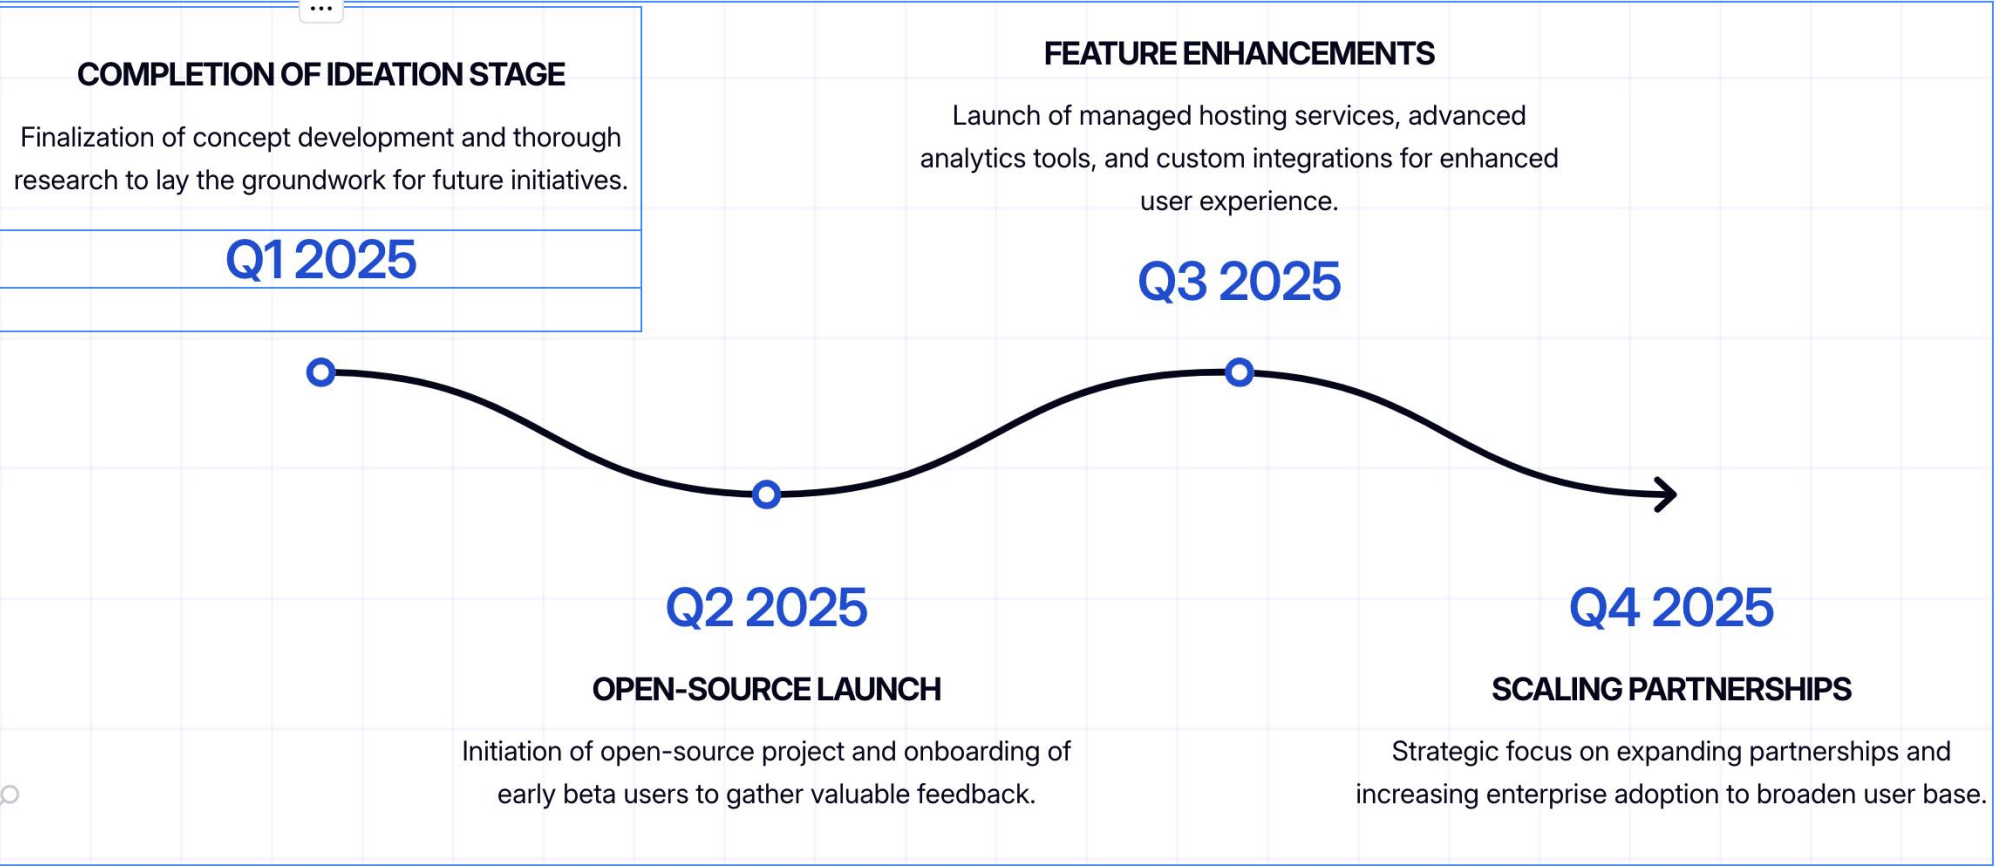 COMPLETION OF IDEATION STAGE
Finalization of concept development and thorough
research to lay the groundwork for future initiatives.
Q1 2025
FEATURE ENHANCEMENTS
Launch of managed hosting services, advanced
analytics tools, and custom integrations for enhanced
user experience.
Q3 2025
Q2 2025
OPEN-SOURCE LAUNCH
Initiation of open-source project and onboarding of
early beta users to gather valuable feedback.
Q4 2025
SCALING PARTNERSHIPS
Strategic focus on expanding partnerships and
increasing enterprise adoption to broaden user base.